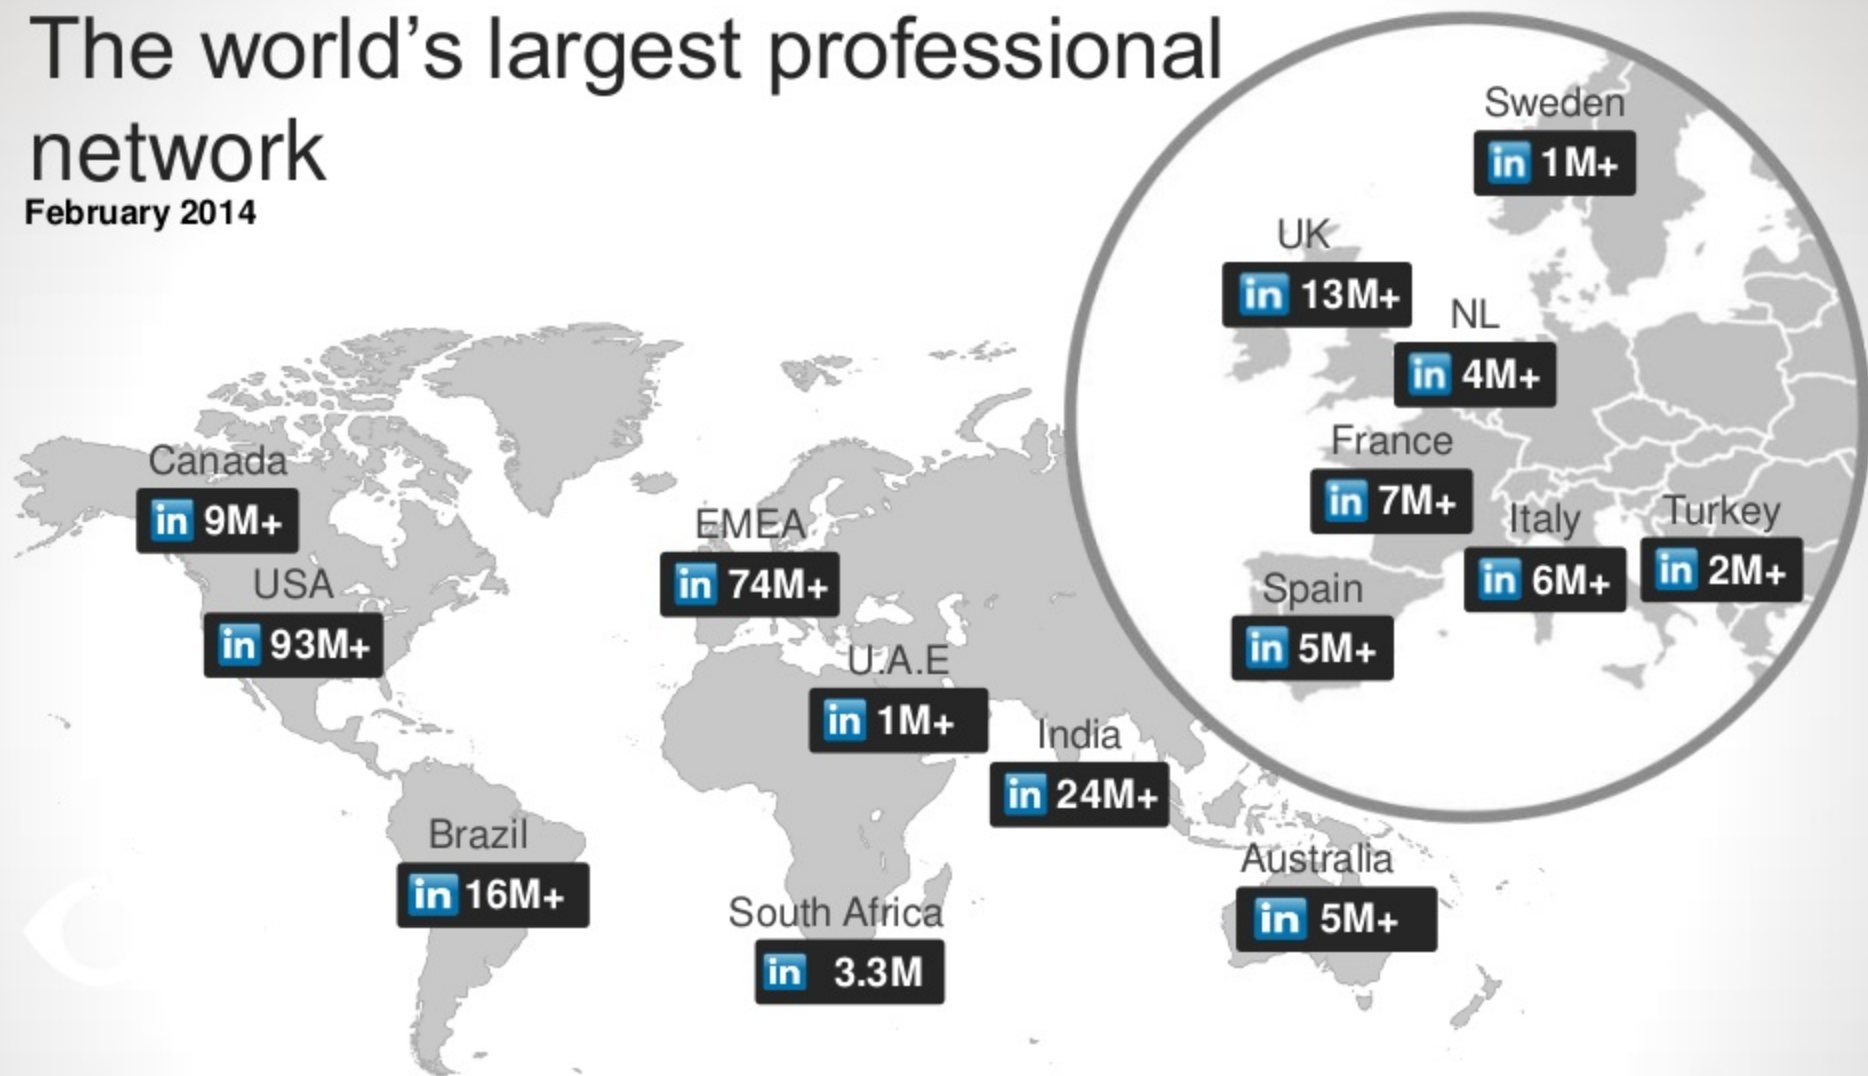 The world's largest professional
network
February 2014
Sweden
in 1M+
UK
in 13M+
NL
in 4M+
France
in 7M+
Italy
in 6M+
Turkey
in 2M+
Spain
in 5M+
Canada
in 9M+
USA
in 93M+
EMEA
in 74M+
U.A.E
in 1M+
India
in 24M+
Brazil
in 16M+
South Africa
in 3.3M
Australia
in 5M+